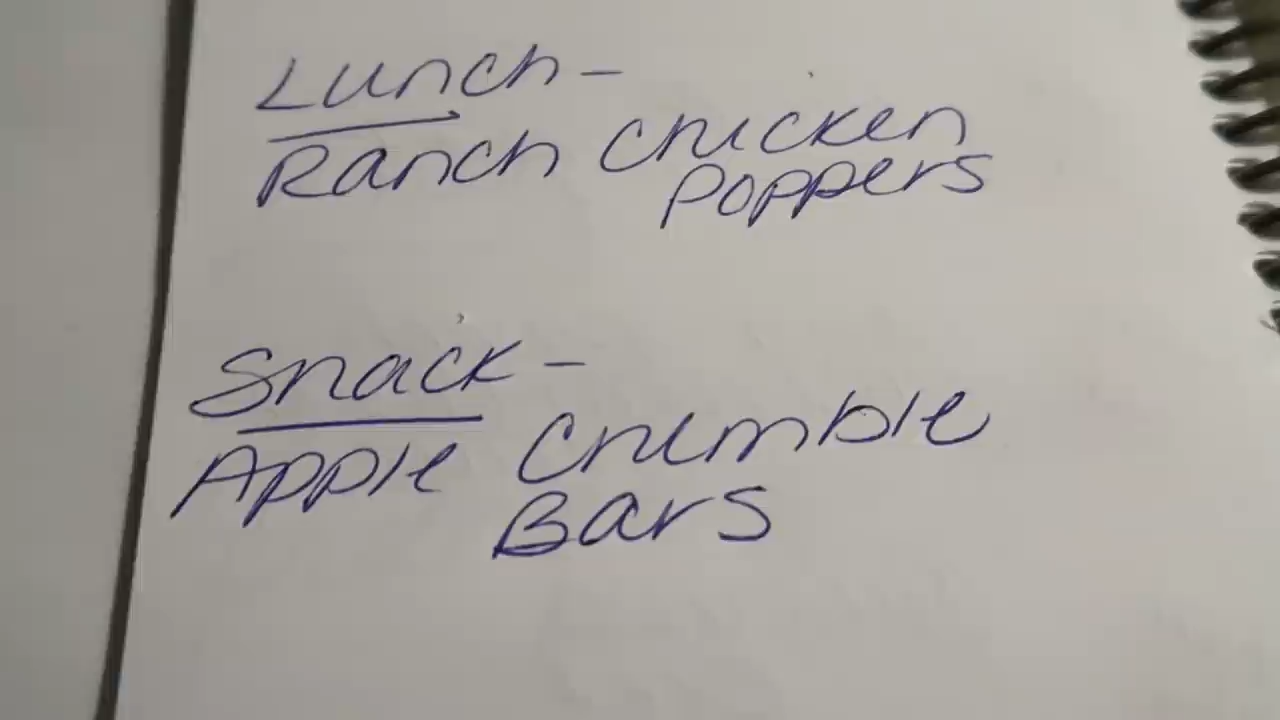 Lunch-
Ranch Chicken
Poppers
Snack-
Apple Crumble
Bars